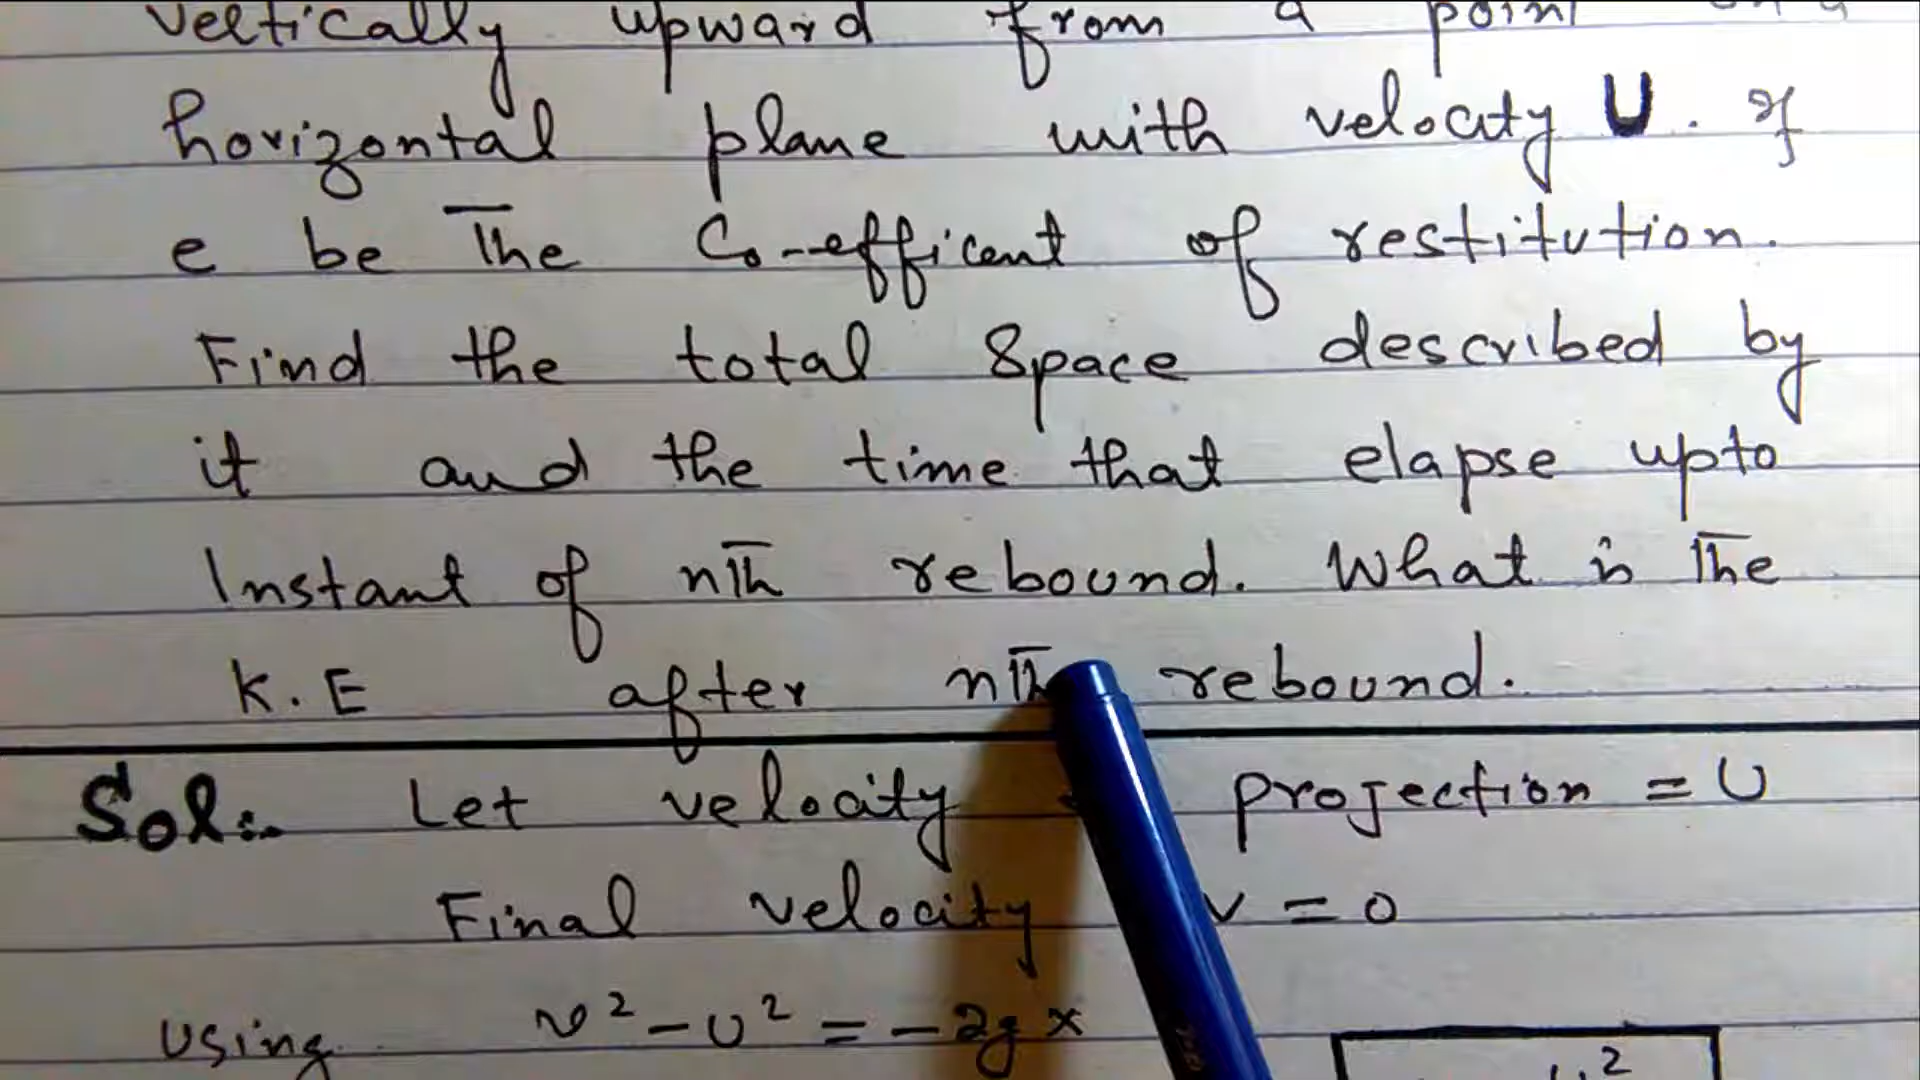 vertically upward from a point on a
horizontal plane with velocity U. If
e be The Co-efficent of restitution.
Find the total Space described by
it and the time that elapse upto
Instant of nth rebound. What is The
K.E after nth rebound.
Sol:- Let velocity projection = U
Final velocity v = 0
Using v² - U² = -2gx